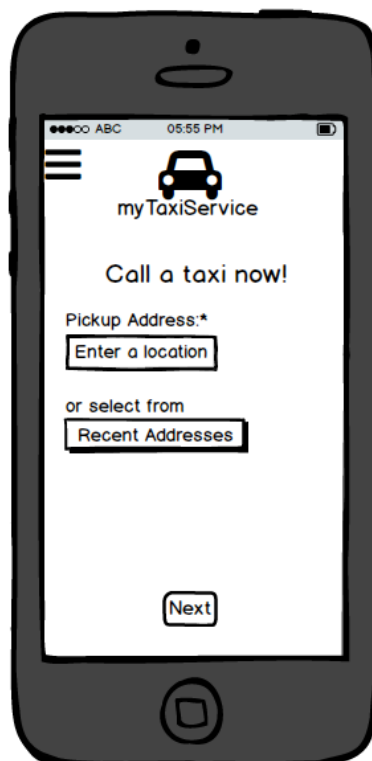 ABC 05:55 PM
myTaxiService
Call a taxi now!
Pickup Address:*
Enter a location
or select from
Recent Addresses
Next